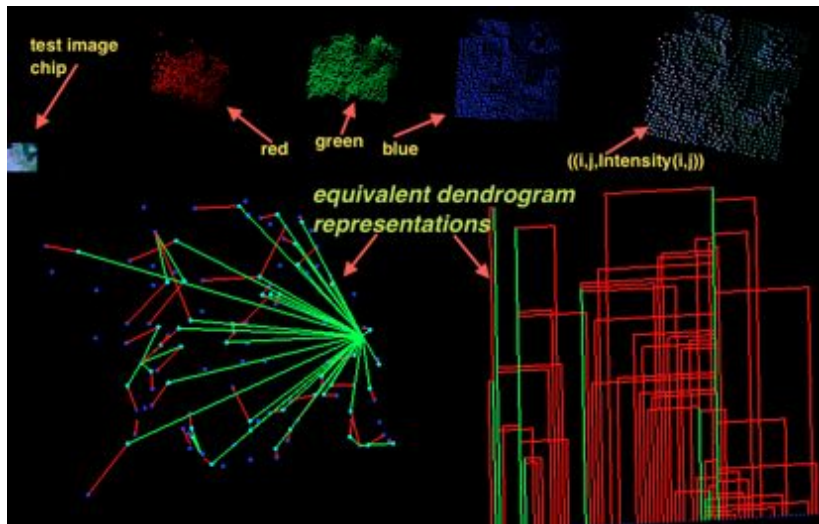 test image
chip
red
green
blue
((i,j,Intensity(i,j))
equivalent dendrogram
representations